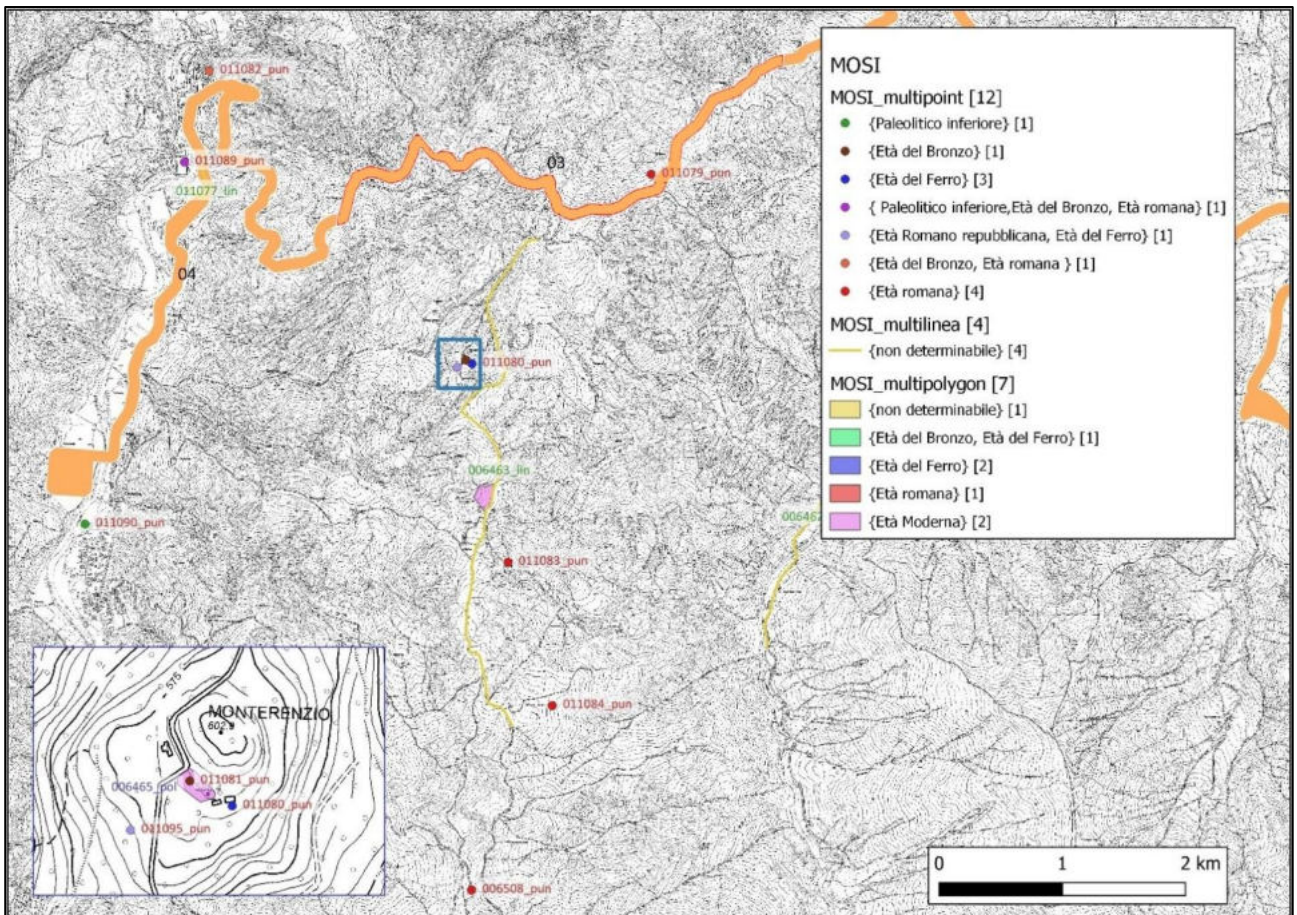 011082_pun
011089_pun
011077_lin
04
03
011079_pun
011080_pun
006463_lin
011090_pun
011083_pun
00646
011084_pun
006508_pun
MOSI
MOSI_multipoint [12]
{Paleolitico inferiore} [1]
{Età del Bronzo} [1]
{Età del Ferro} [3]
{ Paleolitico inferiore,Età del Bronzo, Età romana} [1]
{Età Romano repubblicana, Età del Ferro} [1]
{Età del Bronzo, Età romana } [1]
{Età romana} [4]
MOSI_multilinea [4]
{non determinabile} [4]
MOSI_multipolygon [7]
{non determinabile} [1]
{Età del Bronzo, Età del Ferro} [1]
{Età del Ferro} [2]
{Età romana} [1]
{Età Moderna} [2]
575
MONTERENZIO
602
011081_pun
006465_pol
011080_pun
011095_pun
0 1 2 km